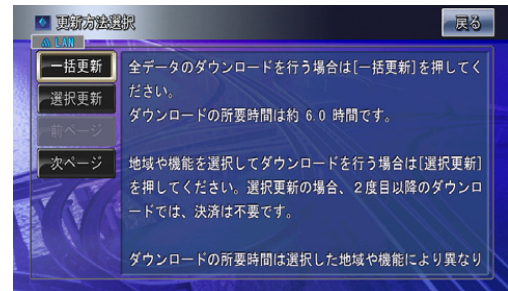 更新方法選択
戻る
LAN
一括更新
選択更新
前ページ
次ページ
全データのダウンロードを行う場合は[一括更新]を押してく
ださい。
ダウンロードの所要時間は約 6.0 時間です。
地域や機能を選択してダウンロードを行う場合は[選択更新]
を押してください。選択更新の場合、２度目以降のダウンロ
ードでは、決済は不要です。
ダウンロードの所要時間は選択した地域や機能により異なり